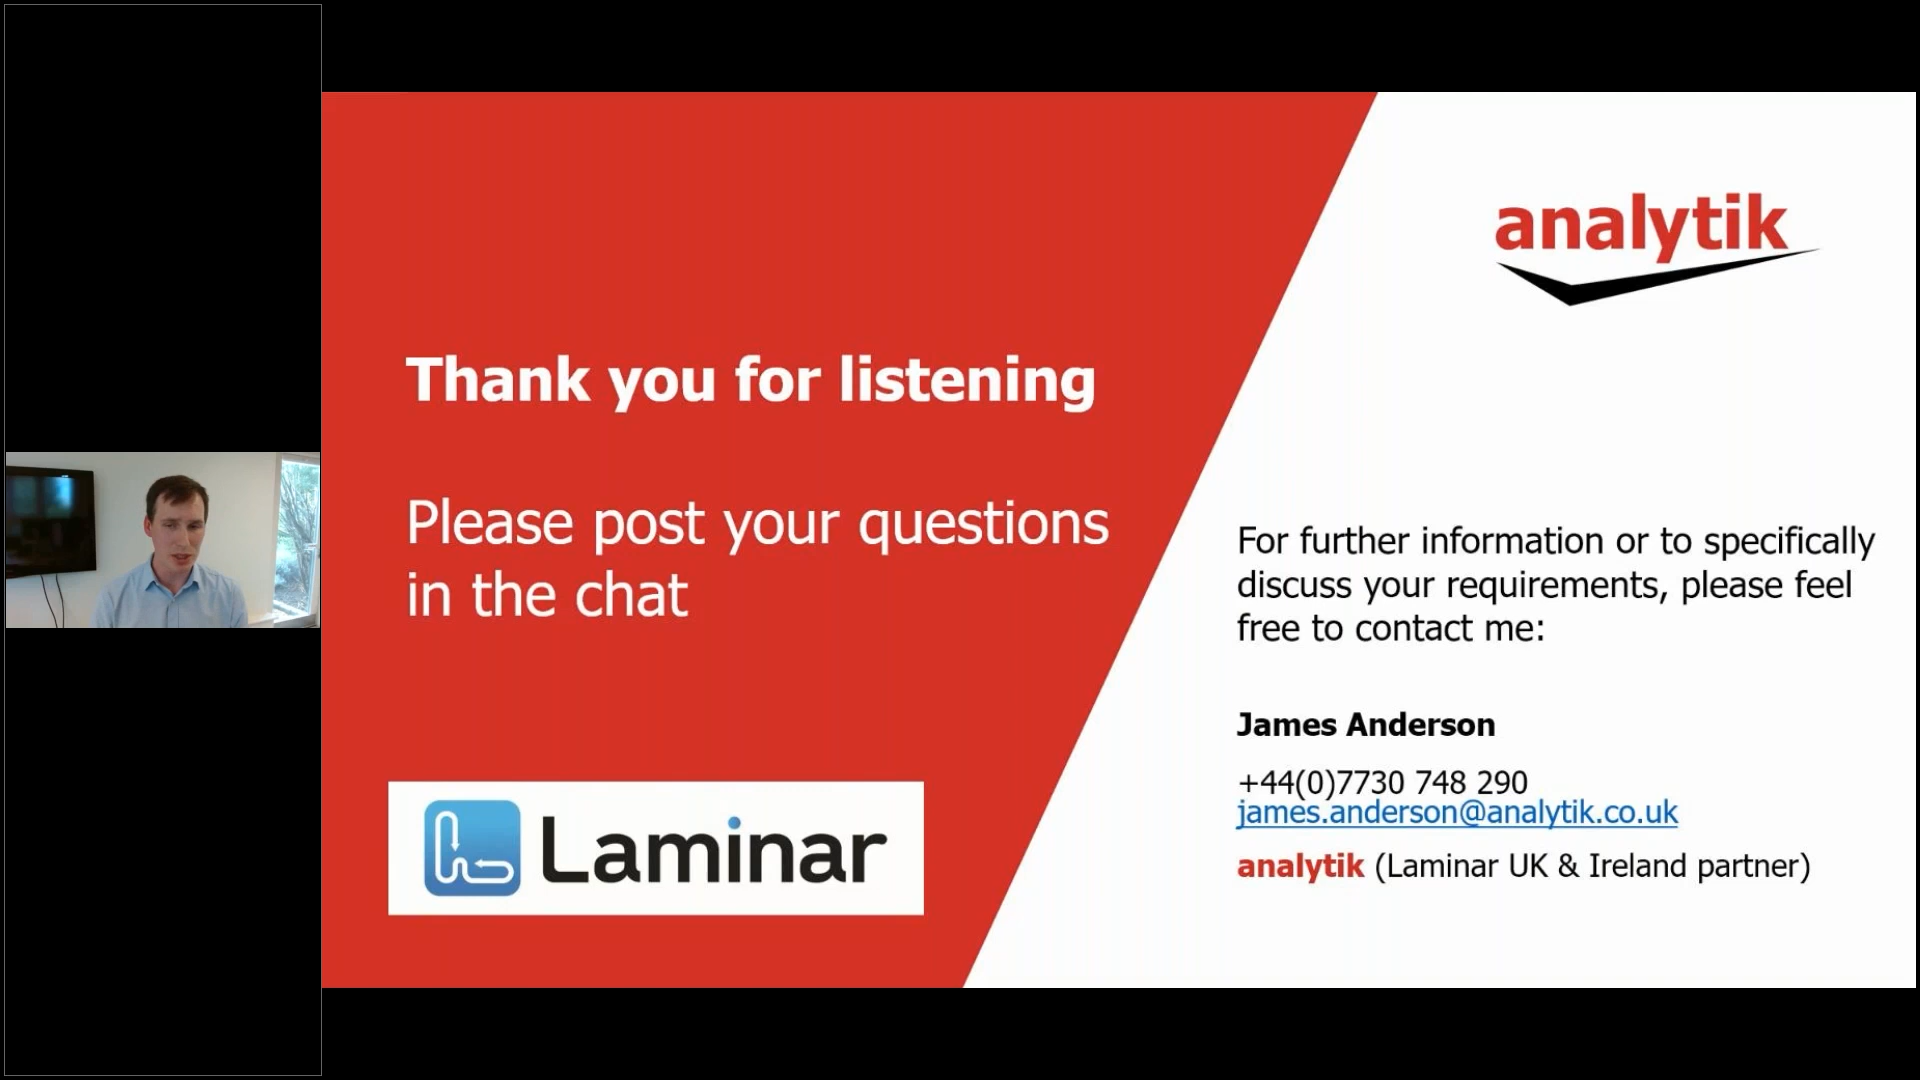 Thank you for listening
Please post your questions
in the chat
Laminar
analytik
For further information or to specifically
discuss your requirements, please feel
free to contact me:
James Anderson
+44(0)7730 748 290
james.anderson@analytik.co.uk
analytik (Laminar UK & Ireland partner)